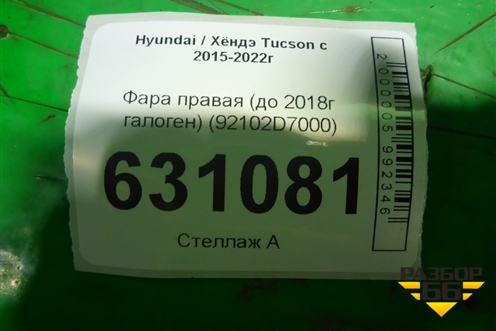 Hyundai / Хёндэ Tucson с
2015-2022г
Фара правая (до 2018г
галоген) (92102D7000)
631081
Стеллаж А
2000005992346
РАЗБОР
66